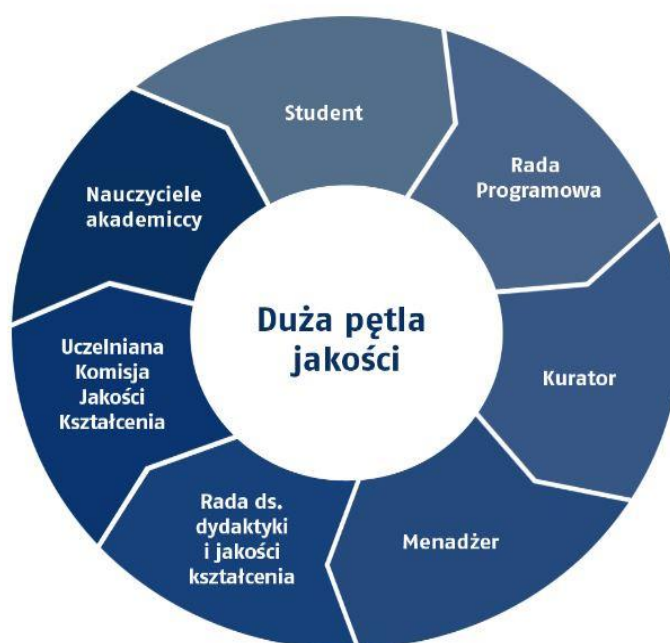 Student
Rada
Programowa
Kurator
Menadżer
Rada ds.
dydaktyki
i jakości
kształcenia
Uczelniana
Komisja
Jakości
Kształcenia
Nauczyciele
akademiccy
Duża pętla
jakości